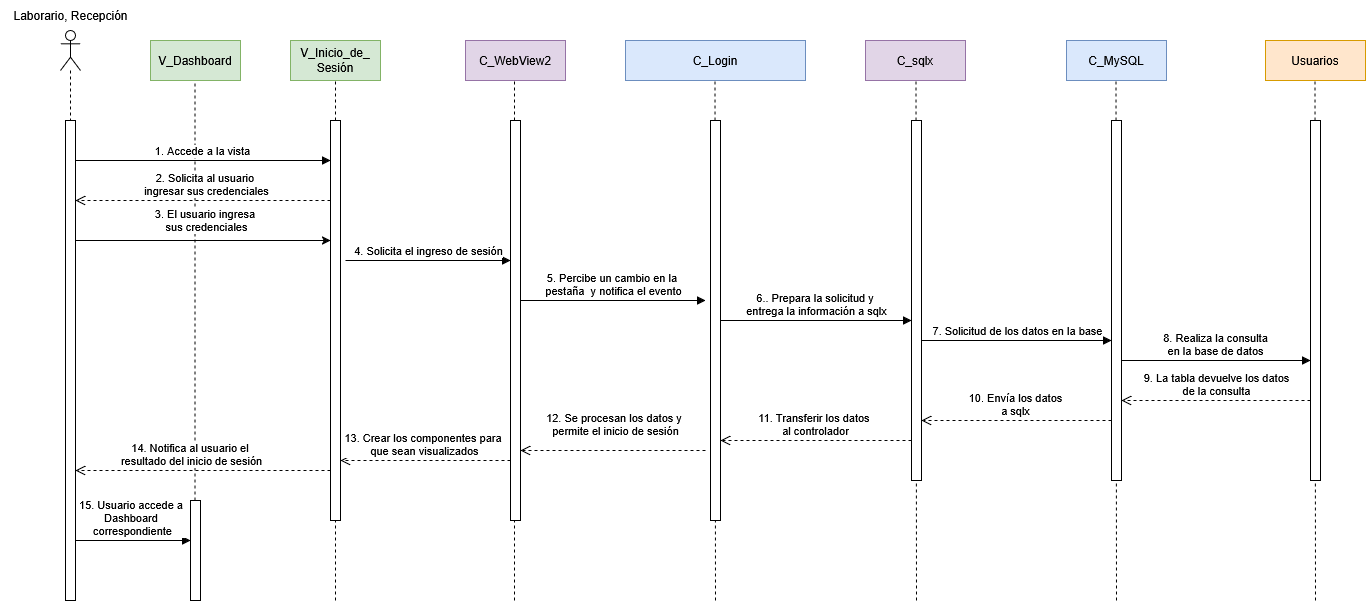 Laborario, Recepción
V_Dashboard
V_Inicio_de_
Sesión
C_WebView2
C_Login
C_sqlx
C_MySQL
Usuarios
1. Accede a la vista
2. Solicita al usuario
ingresar sus credenciales
3. El usuario ingresa
sus credenciales
4. Solicita el ingreso de sesión
5. Percibe un cambio en la
pestaña y notifica el evento
6.. Prepara la solicitud y
entrega la información a sqlx
7. Solicitud de los datos en la base
8. Realiza la consulta
en la base de datos
9. La tabla devuelve los datos
de la consulta
10. Envía los datos
a sqlx
11. Transferir los datos
al controlador
12. Se procesan los datos y
permite el inicio de sesión
13. Crear los componentes para
que sean visualizados
14. Notifica al usuario el
resultado del inicio de sesión
15. Usuario accede a
Dashboard
correspondiente